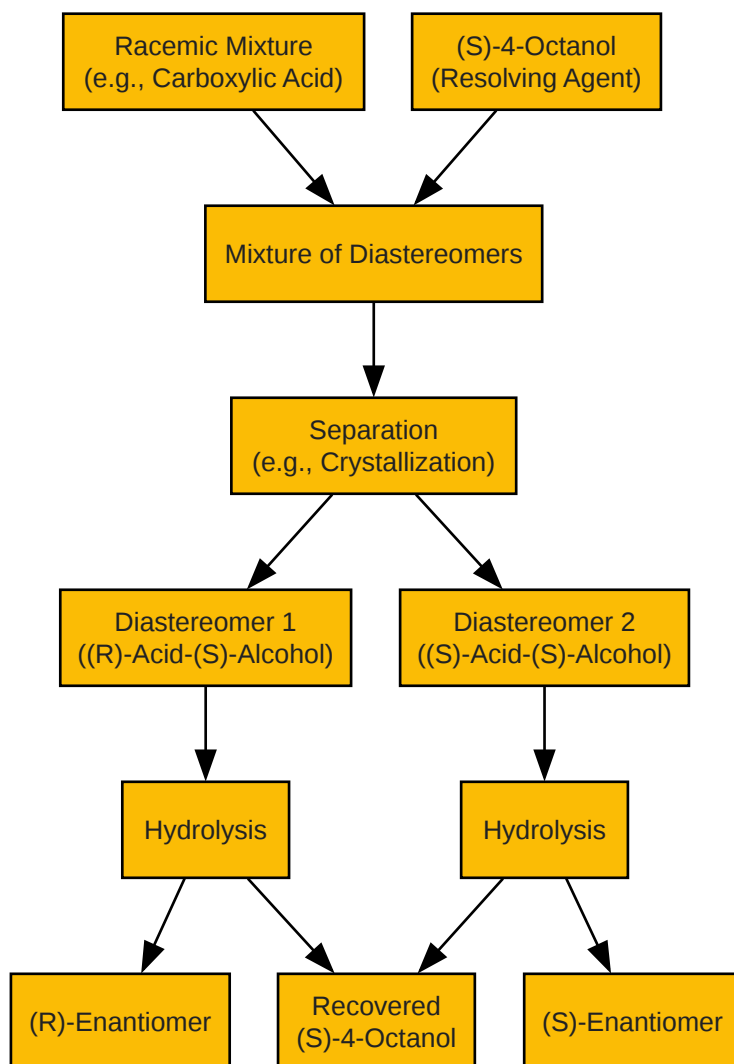 Racemic Mixture
(e.g., Carboxylic Acid)
(S)-4-Octanol
(Resolving Agent)
Mixture of Diastereomers
Separation
(e.g., Crystallization)
Diastereomer 1
((R)-Acid-(S)-Alcohol)
Diastereomer 2
((S)-Acid-(S)-Alcohol)
Hydrolysis
Hydrolysis
(R)-Enantiomer
Recovered
(S)-4-Octanol
(S)-Enantiomer